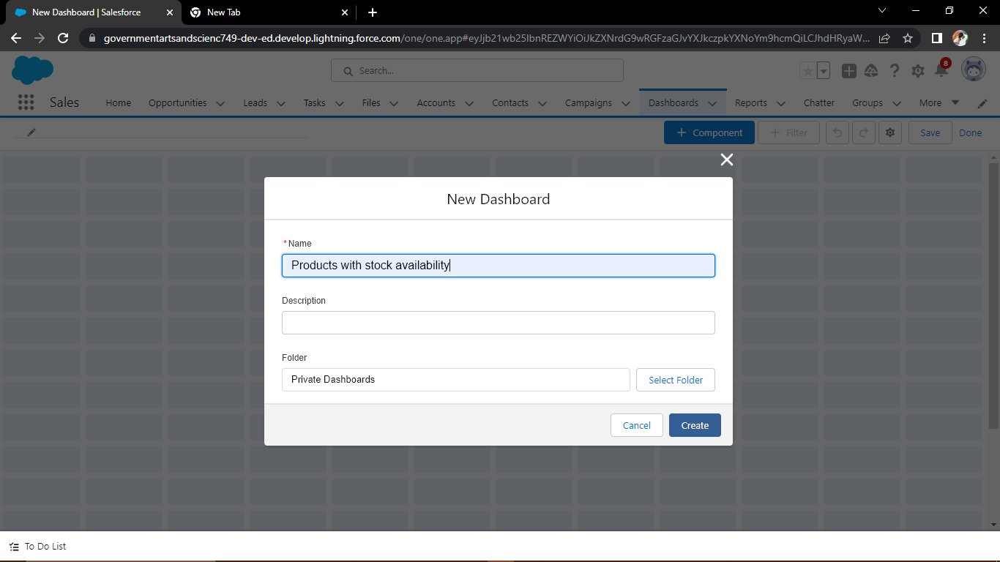 New Dashboard | Salesforce
New Tab
governmentartsandscienc749-dev-ed.develop.lightning.force.com/one/one.app#eyJjb21wb25lbnREZWYiOiJkZXNrdG9wRGFzaGJvYXJkczpkYXNoYm9hcmQiLCJhdHRyaW...
Search...
8
Sales
Home
Opportunities
Leads
Tasks
Files
Accounts
Contacts
Campaigns
Dashboards
Reports
Chatter
Groups
More
+ Component
+ Filter
Save
Done
New Dashboard
* Name
Products with stock availability
Description
Folder
Private Dashboards
Select Folder
Cancel
Create
To Do List